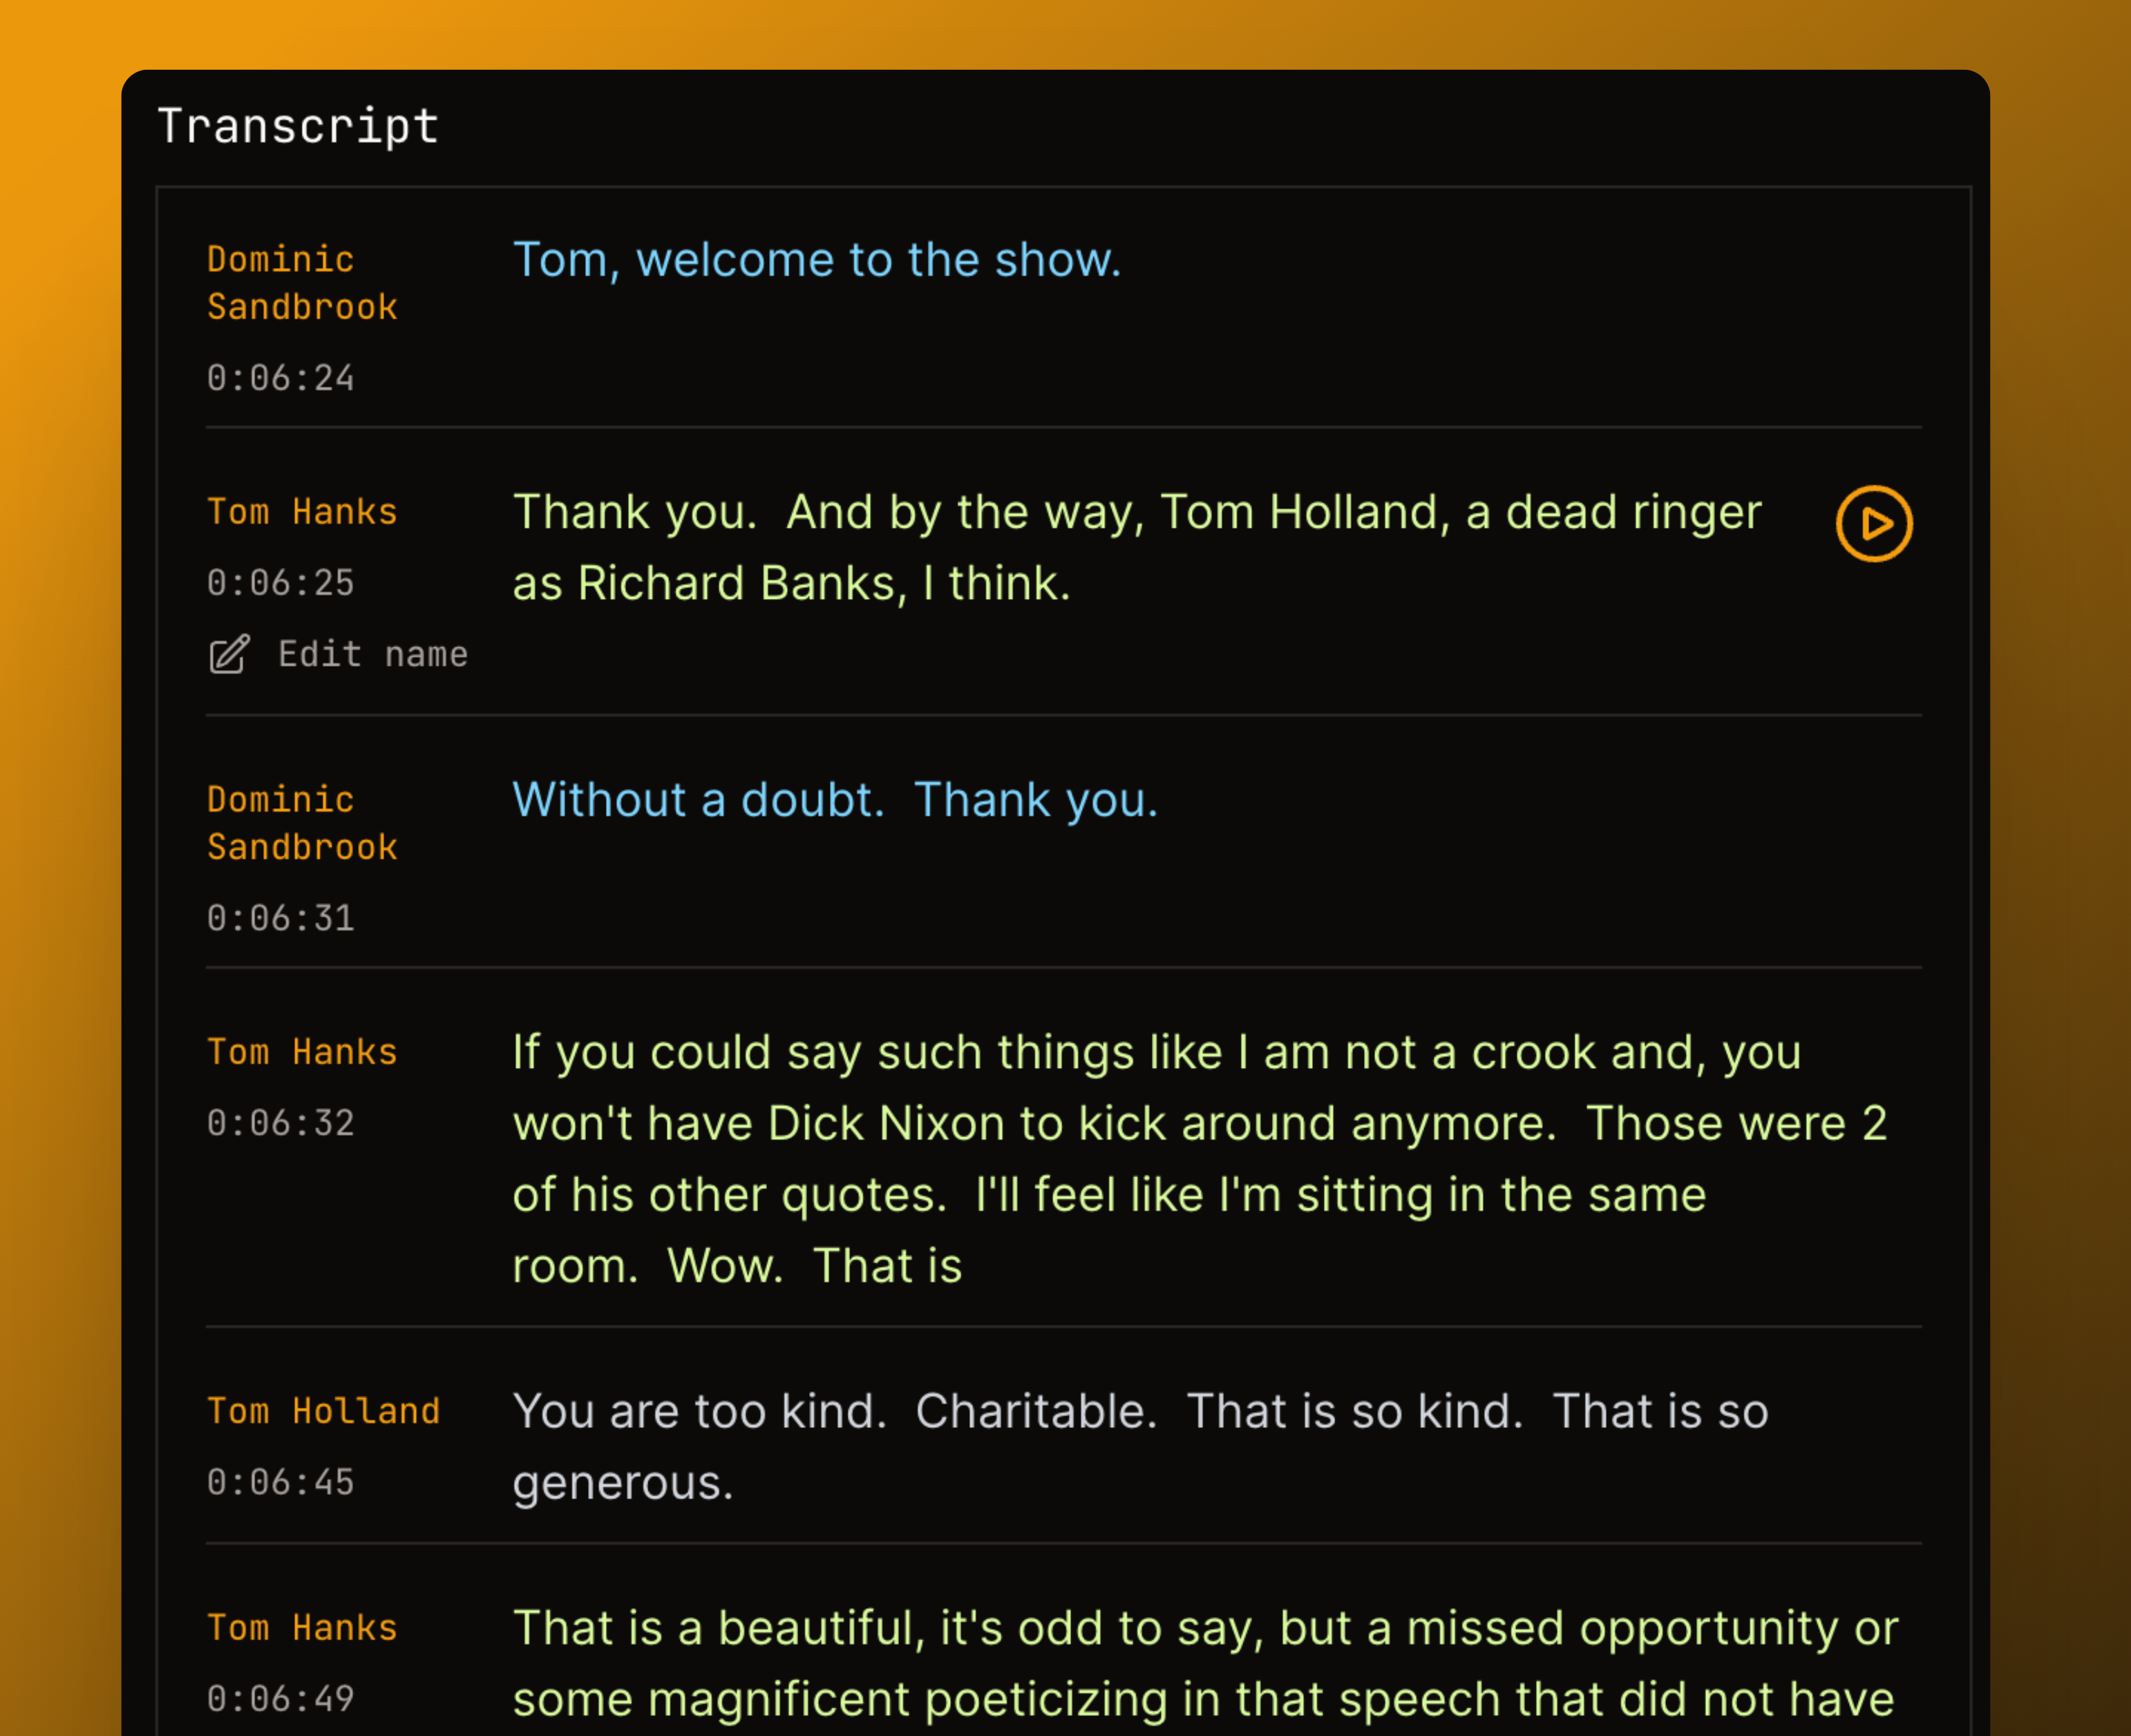 Transcript
Dominic
Sandbrook
0:06:24
Tom, welcome to the show.
Tom Hanks
0:06:25
Edit name
Thank you.  And by the way, Tom Holland, a dead ringer
as Richard Banks, I think.
Dominic
Sandbrook
0:06:31
Without a doubt.  Thank you.
Tom Hanks
0:06:32
If you could say such things like I am not a crook and, you
won't have Dick Nixon to kick around anymore.  Those were 2
of his other quotes.  I'll feel like I'm sitting in the same
room.  Wow.  That is
Tom Holland
0:06:45
You are too kind.  Charitable.  That is so kind.  That is so
generous.
Tom Hanks
0:06:49
That is a beautiful, it's odd to say, but a missed opportunity or
some magnificent poeticizing in that speech that did not have